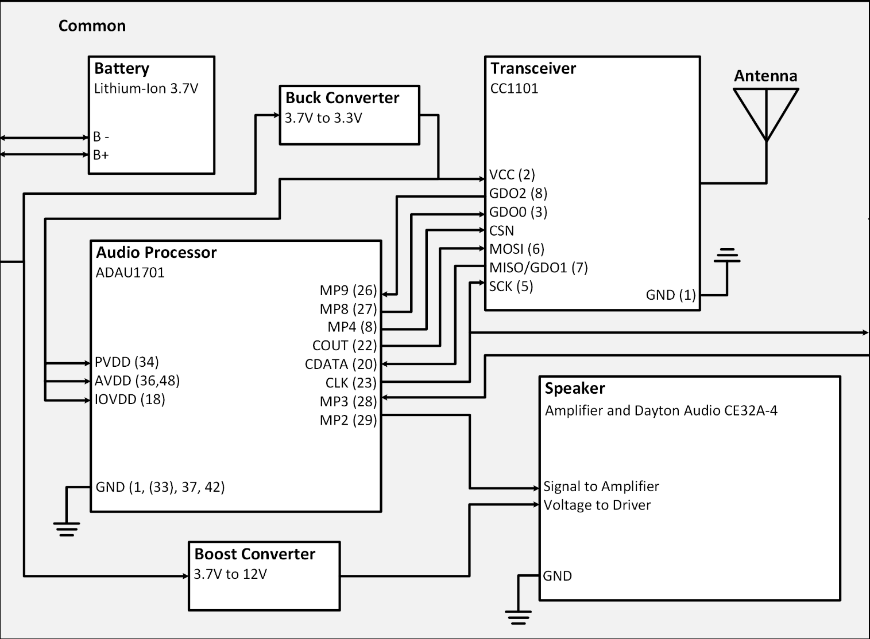 Common
Battery
Lithium-Ion 3.7V
B -
B+
Buck Converter
3.7V to 3.3V
Transceiver
CC1101
VCC (2)
GDO2 (8)
GDO0 (3)
CSN
MOSI (6)
MISO/GDO1 (7)
SCK (5)
GND (1)
Antenna
Audio Processor
ADAU1701
MP9 (26)
MP8 (27)
MP4 (8)
COUT (22)
CDATA (20)
CLK (23)
MP3 (28)
MP2 (29)
PVDD (34)
AVDD (36,48)
IOVDD (18)
GND (1, (33), 37, 42)
Speaker
Amplifier and Dayton Audio CE32A-4
Signal to Amplifier
Voltage to Driver
GND
Boost Converter
3.7V to 12V